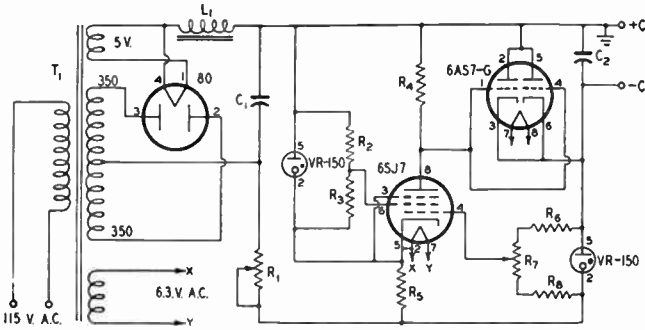 L₁
+C
5 V.
T₁
350
4
1
80
3
2
C₁
R₄
2
5
6AS7-G
1
4
3
7
8
6
C₂
-C
5
VR-150
2
R₂
R₃
6SJ7
8
3
6
4
5
2
7
X
Y
R₅
R₆
R₇
R₈
5
VR-150
2
350
R₁
X
6.3.V. A.C.
Y
115 V. A.C.